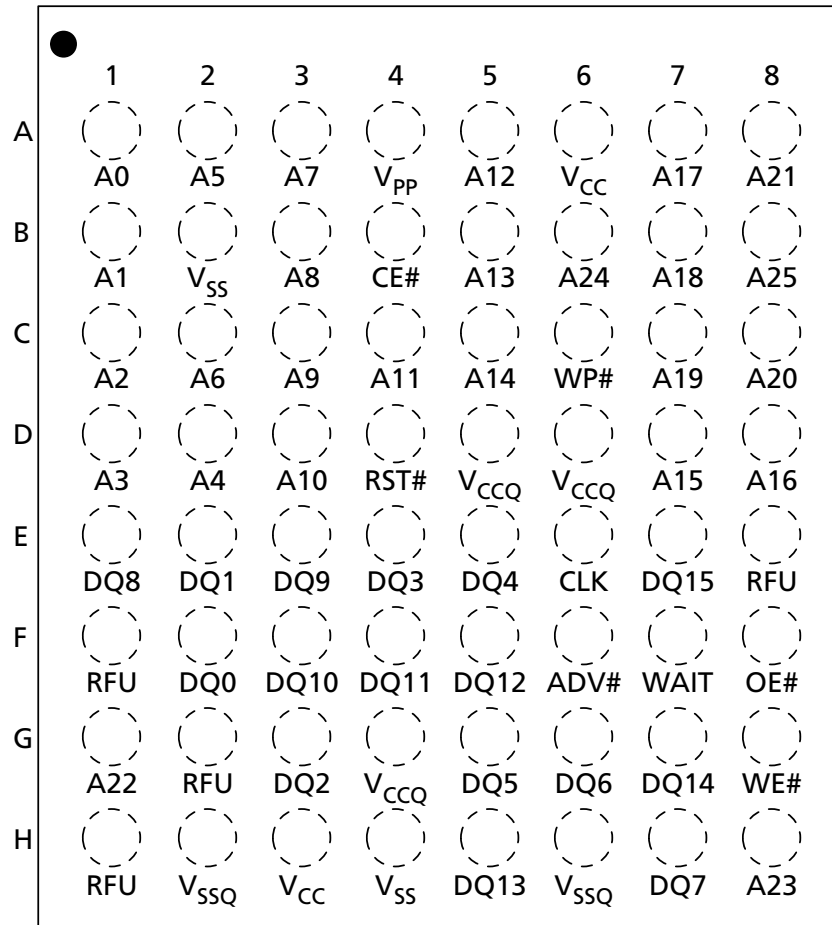 1 2 3 4 5 6 7 8
A
A0 A5 A7 VPP A12 VCC A17 A21
B
A1 VSS A8 CE# A13 A24 A18 A25
C
A2 A6 A9 A11 A14 WP# A19 A20
D
A3 A4 A10 RST# VCCQ VCCQ A15 A16
E
DQ8 DQ1 DQ9 DQ3 DQ4 CLK DQ15 RFU
F
RFU DQ0 DQ10 DQ11 DQ12 ADV# WAIT OE#
G
A22 RFU DQ2 VCCQ DQ5 DQ6 DQ14 WE#
H
RFU VSSQ VCC VSS DQ13 VSSQ DQ7 A23